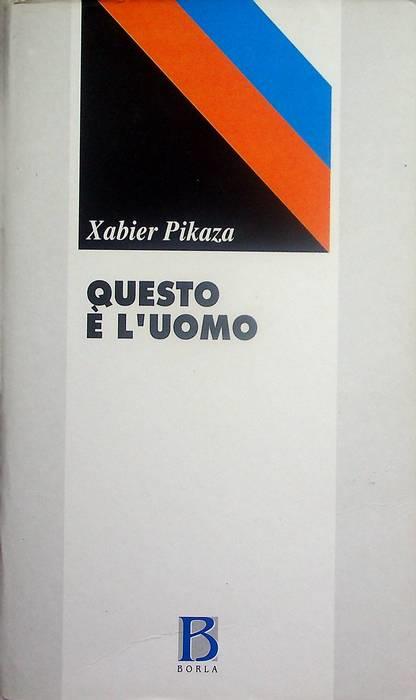 Xabier Pikaza
QUESTO
È L'UOMO
B
BORLA